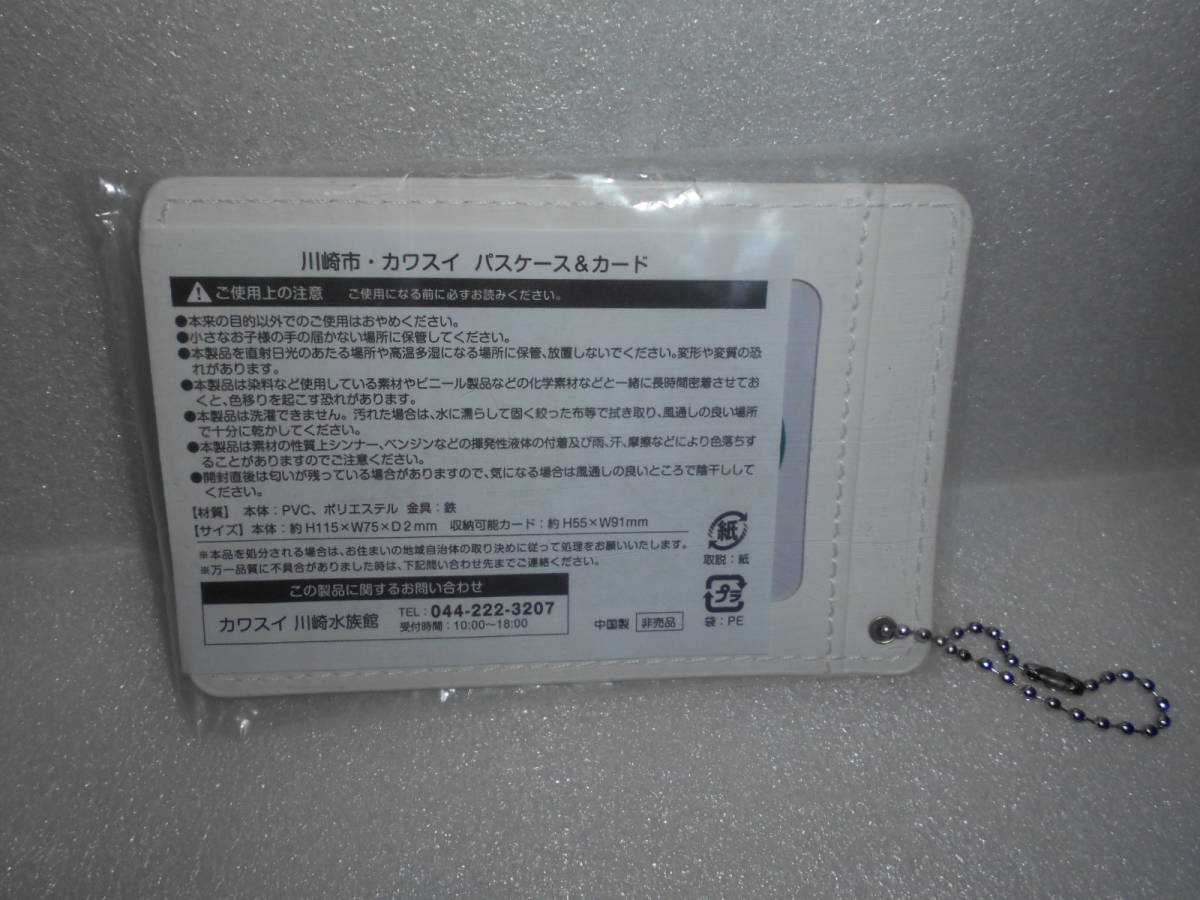 川崎市・カワスイ パスケース＆カード
ご使用上の注意 ご使用になる前に必ずお読みください。
●本来の目的以外でのご使用はおやめください。
●小さなお子様の手の届かない場所に保管してください。
●本製品を直射日光のあたる場所や高温多湿になる場所に保管、放置しないでください。変形や変質の恐
れがあります。
●本製品は染料など使用している素材やビニール製品などの化学素材などと一緒に長時間密着させてお
くと、色移りを起こす恐れがあります。
●本製品は洗濯できません。汚れた場合は、水に濡らして固く絞った布等で拭き取り、風通しの良い場所
で十分に乾かしてください。
●本製品は素材の性質上シンナー、ベンジンなどの揮発性液体の付着及び雨、汗、摩擦などにより色落ちす
ることがありますのでご注意ください。
●開封直後は匂いが残っている場合がありますので、気になる場合は風通しの良いところで陰干しして
ください。
【材質】 本体：PVC、ポリエステル 金具：鉄
【サイズ】本体：約H115×W75×D2mm 収納可能カード：約H55×W91mm
※本品を処分される場合は、お住まいの地域自治体の取り決めに従って処理をお願いいたします。
※万一品質に不具合がありました時は、下記問い合わせ先までご連絡ください。
この製品に関するお問い合わせ
カワスイ 川崎水族館
TEL：044-222-3207
受付時間：10:00～18:00
中国製 非売品
紙
取説：紙
プラ
袋：PE